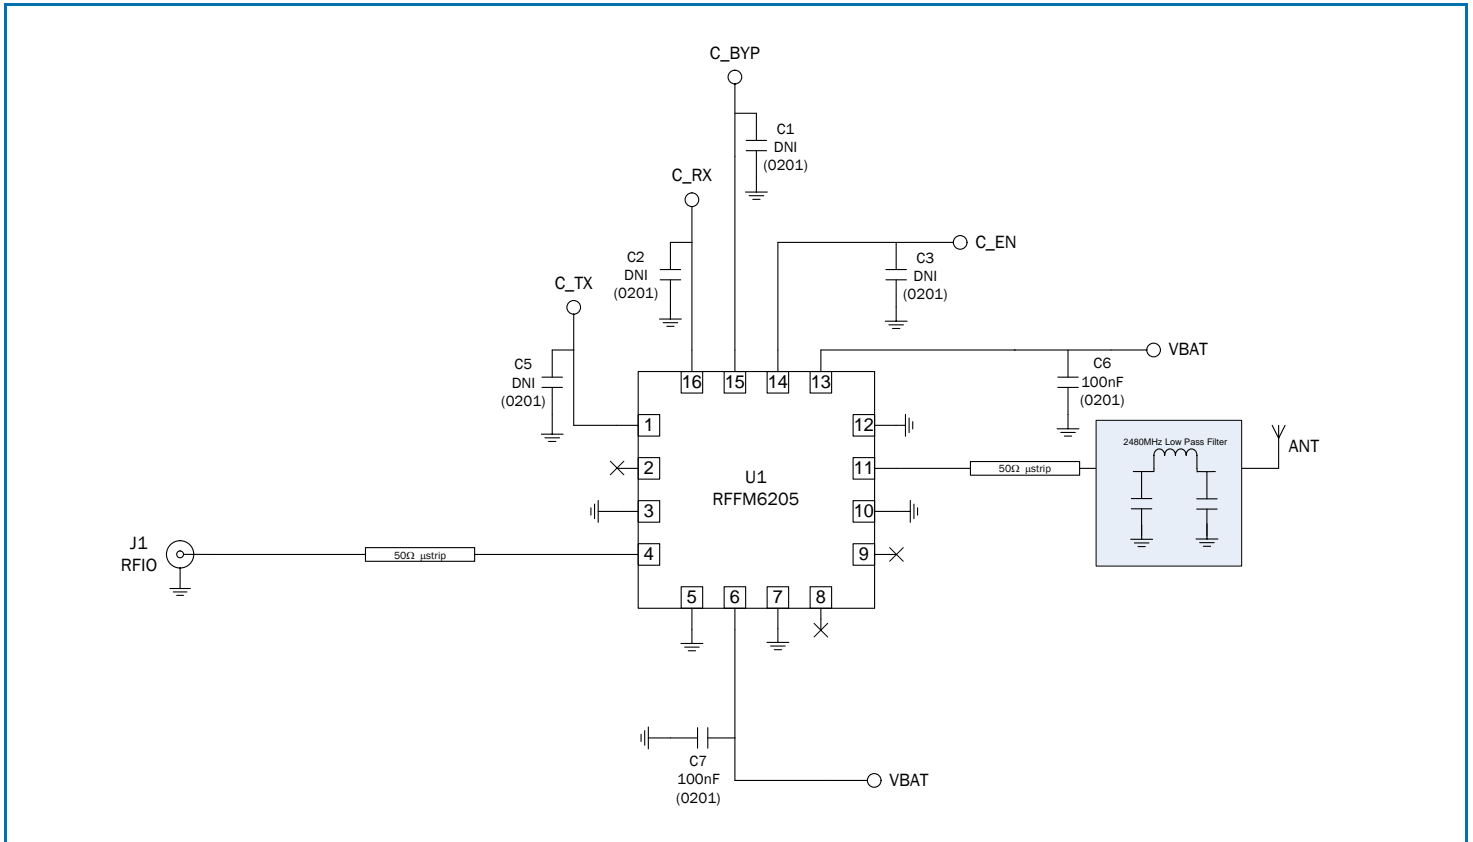 C_BYP
C1
DNI
(0201)
C_RX
C2
DNI
(0201)
C_EN
C3
DNI
(0201)
C_TX
C5
DNI
(0201)
VBAT
C6
100nF
(0201)
16
15
14
13
1
12
2
11
3
10
4
9
5
6
7
8
U1
RFFM6205
50Ω µstrip
2480MHz Low Pass Filter
ANT
J1
RFIO
50Ω µstrip
C7
100nF
(0201)
VBAT